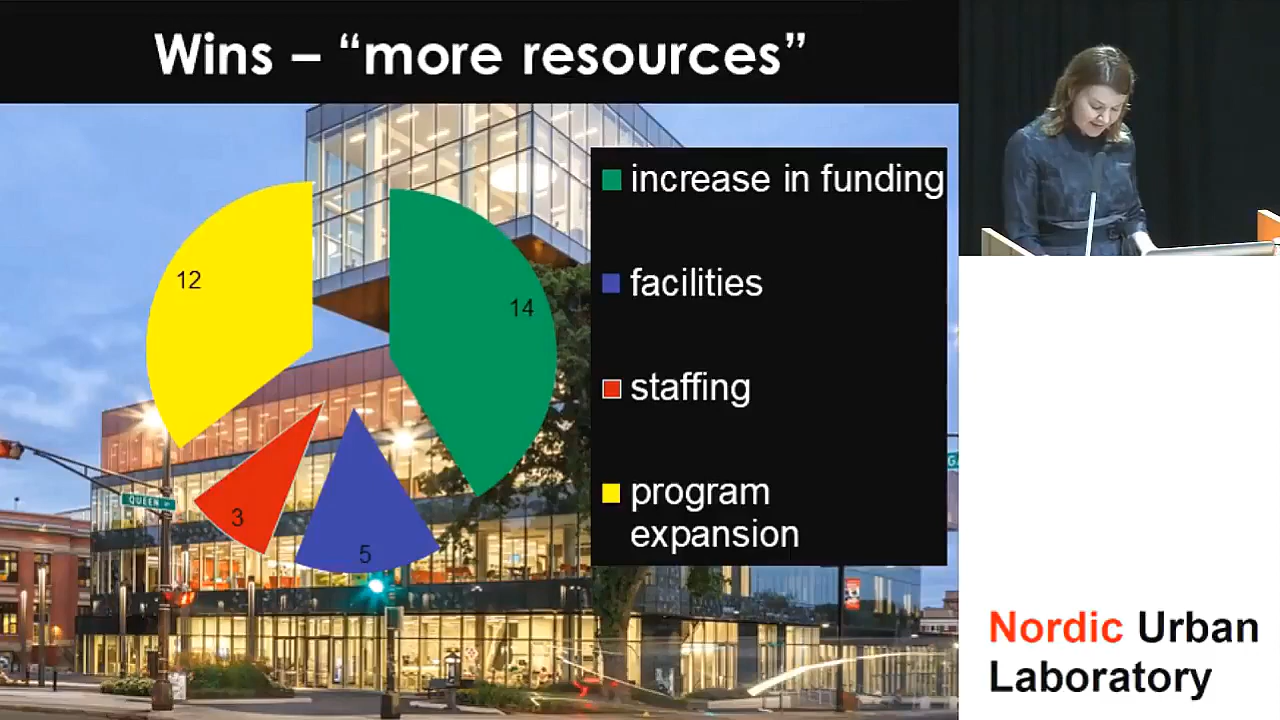 Wins – “more resources”
12
14
3
5
increase in funding
facilities
staffing
program
expansion
QUEEN
Nordic Urban
Laboratory